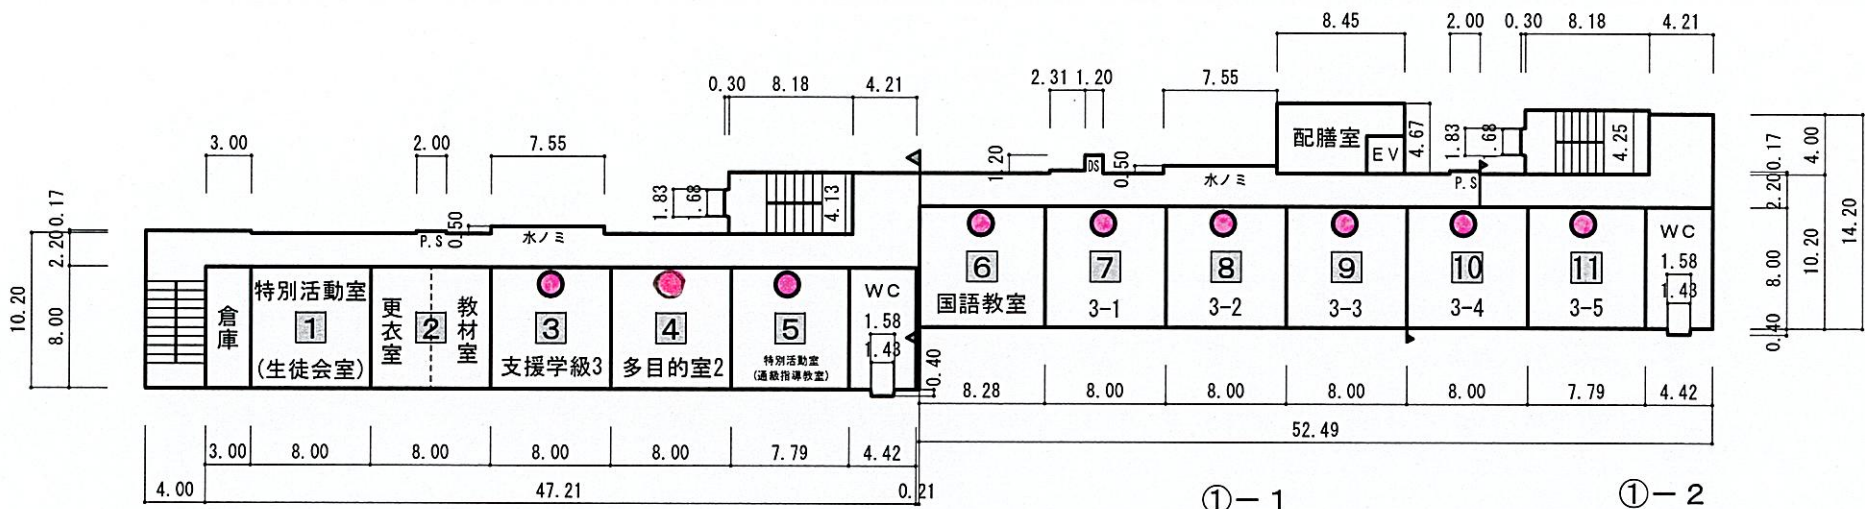 8.45 2.00 0.30 8.18 4.21
0.30 8.18 4.21 2.31 1.20 7.55
3.00 2.00 7.55
配膳室 EV 4.67 1.83 1.68 4.25 0.17 4.00
1.20 DS 0.50 水ノミ P.S 2.20
1.83 1.68 4.13
0.17 2.20 P.S 0.50 水ノミ
6 国語教室
7 3-1
8 3-2
9 3-3
10 3-4
11 3-5
WC 1.58 1.43
8.00 10.20 14.20 0.40
10.20 8.00
倉庫
特別活動室 1 (生徒会室)
更衣室 2 教材室
3 支援学級3
4 多目的室2
5 特別活動室 (通級指導教室)
WC 1.58 1.43 0.40
8.28 8.00 8.00 8.00 8.00 7.79 4.42
52.49
3.00 8.00 8.00 8.00 8.00 7.79 4.42
4.00 47.21 0.21
①-1 ①-2